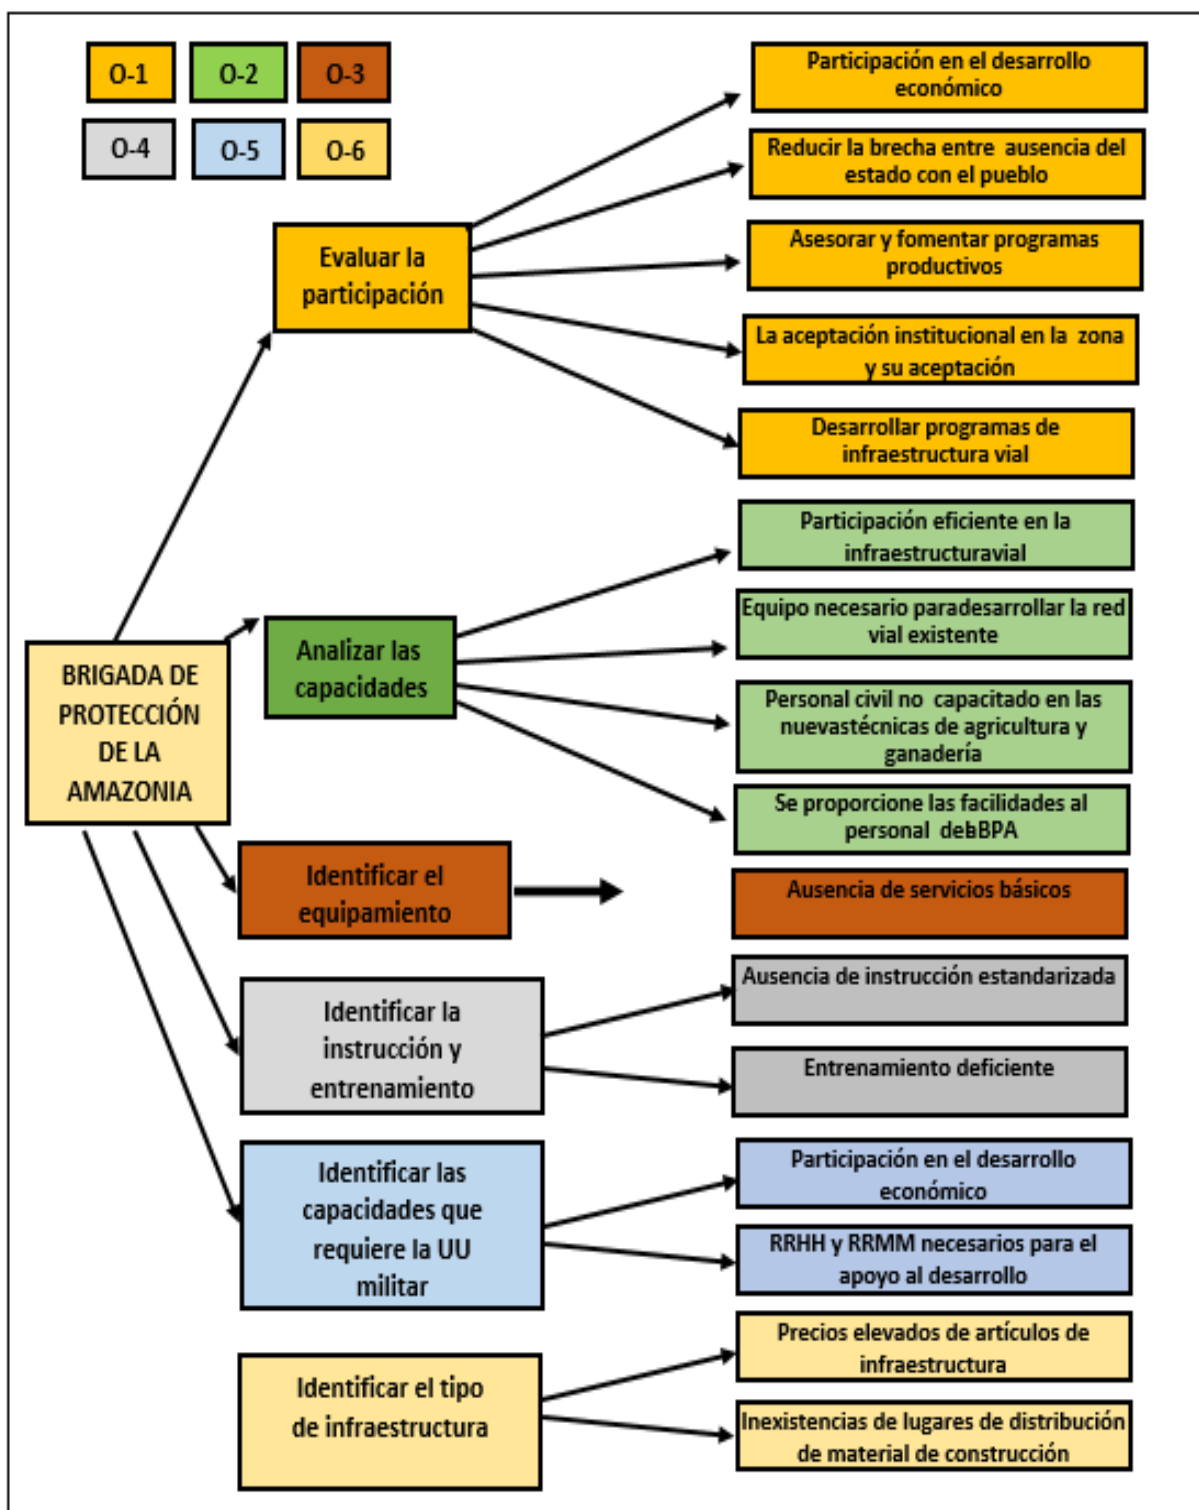 O-1
O-2
O-3
O-4
O-5
O-6
Evaluar la
participación
Participación en el desarrollo
económico
Reducir la brecha entre ausencia del
estado con el pueblo
Asesorar y fomentar programas
productivos
La aceptación institucional en la zona
y su aceptación
Desarrollar programas de
infraestructura vial
BRIGADA DE
PROTECCIÓN
DE LA
AMAZONIA
Analizar las
capacidades
Participación eficiente en la
infraestructuravial
Equipo necesario paradesarrollar la red
vial existente
Personal civil no capacitado en las
nuevastécnicas de agricultura y
ganadería
Se proporcione las facilidades al
personal BPA
Identificar el
equipamiento
Ausencia de servicios básicos
Identificar la
instrucción y
entrenamiento
Ausencia de instrucción estandarizada
Entrenamiento deficiente
Identificar las
capacidades que
requiere la UU
militar
Participación en el desarrollo
económico
RRHH y RRMM necesarios para el
apoyo al desarrollo
Identificar el tipo
de infraestructura
Precios elevados de artículos de
infraestructura
Inexistencias de lugares de distribución
de material de construcción